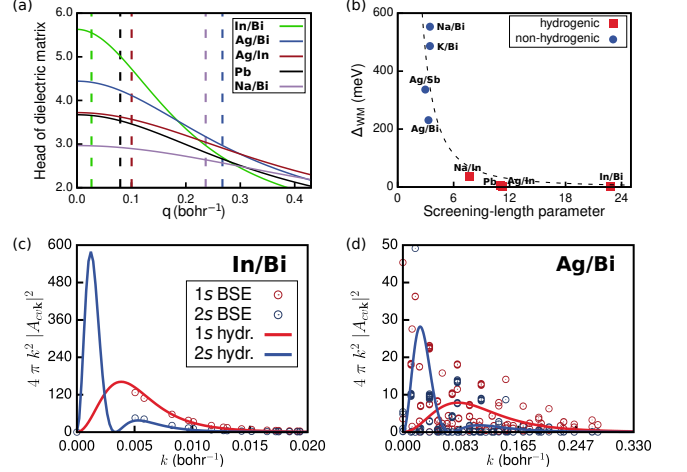 (a)
Head of dielectric matrix
6.0
5.0
4.0
3.0
2.0
0.0
0.1
0.2
0.3
0.4
q (bohr⁻¹)
In/Bi
Ag/Bi
Ag/In
Pb
Na/Bi
(b)
Δ_WM (meV)
600
400
200
0
0
6
12
18
24
Screening-length parameter
hydrogenic
non-hydrogenic
Na/Bi
K/Bi
Ag/Sb
Ag/Bi
Na/In
Pb
Ag/In
In/Bi
(c)
4 π k² |A_cvk|²
600
480
360
240
120
0
0.000
0.005
0.010
0.015
0.020
k (bohr⁻¹)
In/Bi
1s BSE
2s BSE
1s hydr.
2s hydr.
(d)
4 π k² |A_cvk|²
50
40
30
20
10
0
0.000
0.083
0.165
0.247
0.330
k (bohr⁻¹)
Ag/Bi